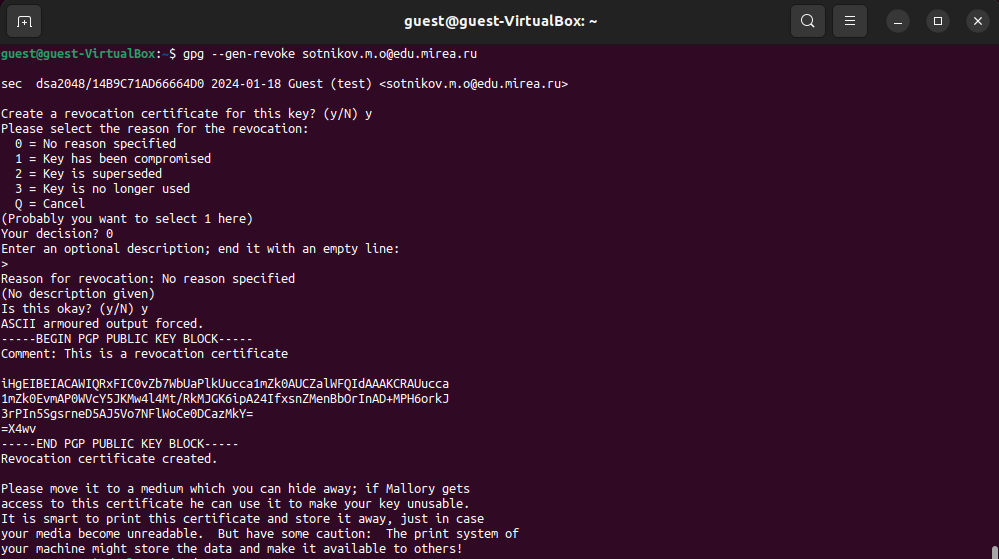 guest@guest-VirtualBox: ~
guest@guest-VirtualBox:~$ gpg --gen-revoke sotnikov.m.o@edu.mirea.ru
sec  dsa2048/14B9C71AD66664D0 2024-01-18 Guest (test) <sotnikov.m.o@edu.mirea.ru>
Create a revocation certificate for this key? (y/N) y
Please select the reason for the revocation:
  0 = No reason specified
  1 = Key has been compromised
  2 = Key is superseded
  3 = Key is no longer used
  Q = Cancel
(Probably you want to select 1 here)
Your decision? 0
Enter an optional description; end it with an empty line:
>
Reason for revocation: No reason specified
(No description given)
Is this okay? (y/N) y
ASCII armoured output forced.
-----BEGIN PGP PUBLIC KEY BLOCK-----
Comment: This is a revocation certificate
iHgEIBEIACAWIQRxFIC0vZb7WbUaPlkUucca1mZk0AUCZalWFQIdAAAKCRAUucca
1mZk0EvmAP0WVcY5JKMw4l4Mt/RkMJGK6ipA24IfxsnZMenBbOrInAD+MPH6orkJ
3rPIn5SgsrneD5AJ5Vo7NFlWoCe0DCazMkY=
=X4wv
-----END PGP PUBLIC KEY BLOCK-----
Revocation certificate created.
Please move it to a medium which you can hide away; if Mallory gets
access to this certificate he can use it to make your key unusable.
It is smart to print this certificate and store it away, just in case
your media become unreadable.  But have some caution:  The print system of
your machine might store the data and make it available to others!